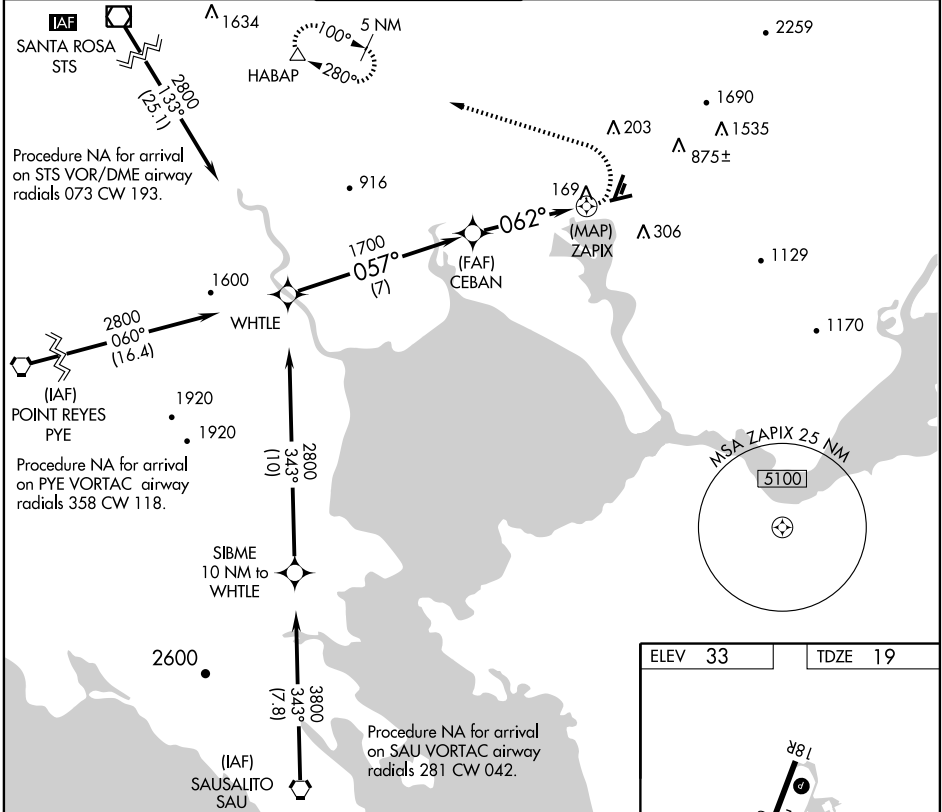 IAF
SANTA ROSA
STS
1634
100°
5 NM
HABAP
280°
2259
1690
1535
203
875±
2800
133°
(25.1)
Procedure NA for arrival
on STS VOR/DME airway
radials 073 CW 193.
916
169
062°
(MAP)
ZAPIX
306
1700
057°
(7)
(FAF)
CEBAN
1129
1600
WHTLE
2800
060°
(16.4)
1170
(IAF)
POINT REYES
PYE
1920
1920
Procedure NA for arrival
on PYE VORTAC airway
radials 358 CW 118.
2800
343°
(10)
MSA ZAPIX 25 NM
5100
SIBME
10 NM to
WHTLE
2600
3800
343°
(7.8)
Procedure NA for arrival
on SAU VORTAC airway
radials 281 CW 042.
(IAF)
SAUSALITO
SAU
ELEV 33
TDZE 19
18R
P